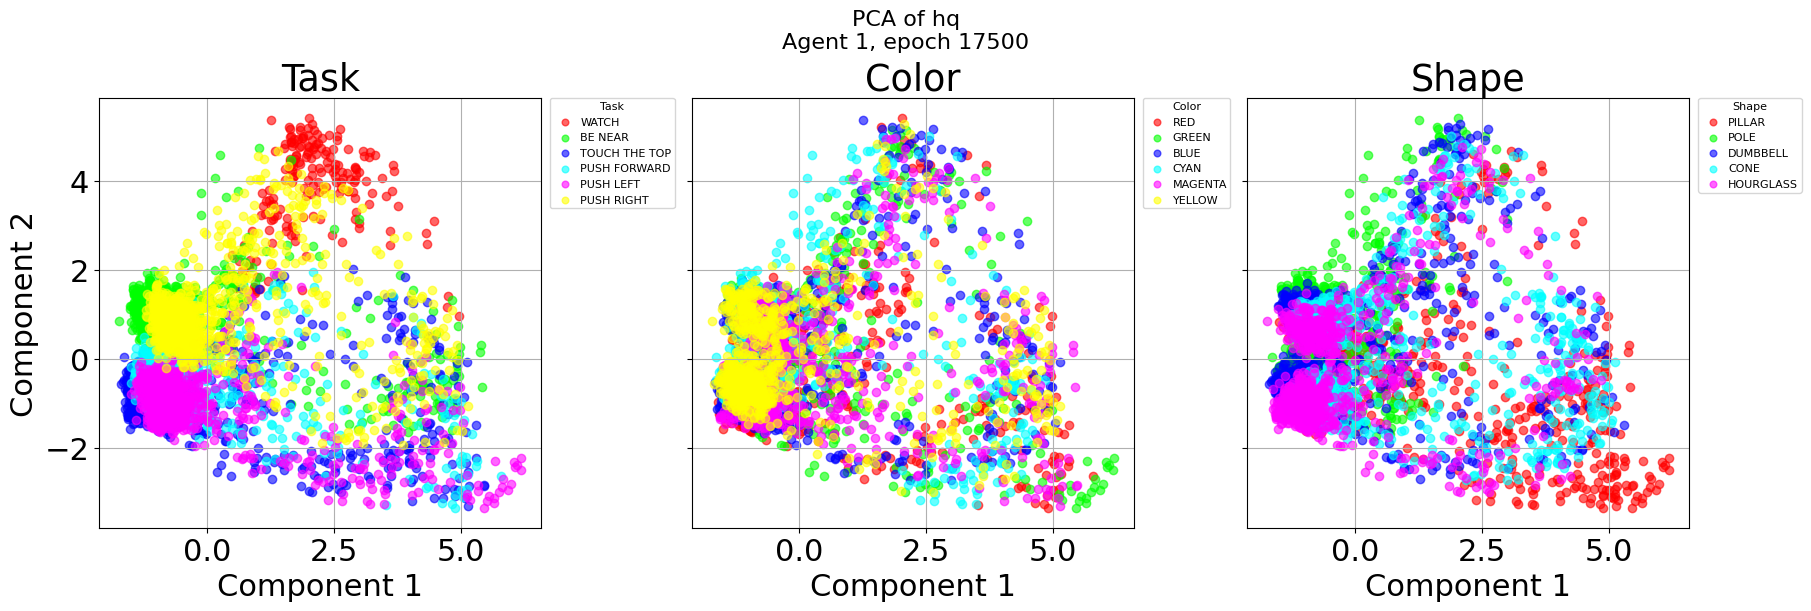 PCA of hq
Agent 1, epoch 17500
Task
Color
Shape
Component 2
4
2
0
−2
0.0 2.5 5.0
Component 1
Task
WATCH
BE NEAR
TOUCH THE TOP
PUSH FORWARD
PUSH LEFT
PUSH RIGHT
0.0 2.5 5.0
Component 1
Color
RED
GREEN
BLUE
CYAN
MAGENTA
YELLOW
0.0 2.5 5.0
Component 1
Shape
PILLAR
POLE
DUMBBELL
CONE
HOURGLASS